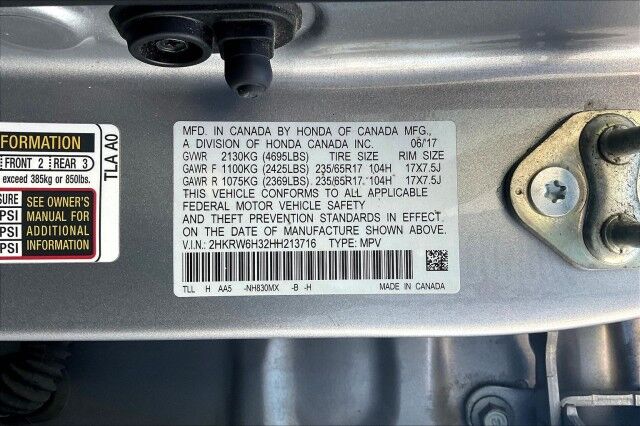 MFD. IN CANADA BY HONDA OF CANADA MFG.,
A DIVISION OF HONDA CANADA INC. 06/17
GVWR 2130KG (4695LBS) TIRE SIZE RIM SIZE
GAWR F 1100KG (2425LBS) 235/65R17 104H 17X7.5J
GAWR R 1075KG (2369LBS) 235/65R17 104H 17X7.5J
THIS VEHICLE CONFORMS TO ALL APPLICABLE
FEDERAL MOTOR VEHICLE SAFETY
AND THEFT PREVENTION STANDARDS IN EFFECT
ON THE DATE OF MANUFACTURE SHOWN ABOVE.
V.I.N.: 2HKRW6H32HH213716 TYPE: MPV
TLL H AA5 -NH830MX -B -H MADE IN CANADA
FORMATION
FRONT 2 REAR 3
exceed 385kg or 850lbs.
SURE
PSI
PSI
PSI
SEE OWNER'S
MANUAL FOR
ADDITIONAL
INFORMATION
TLA A0